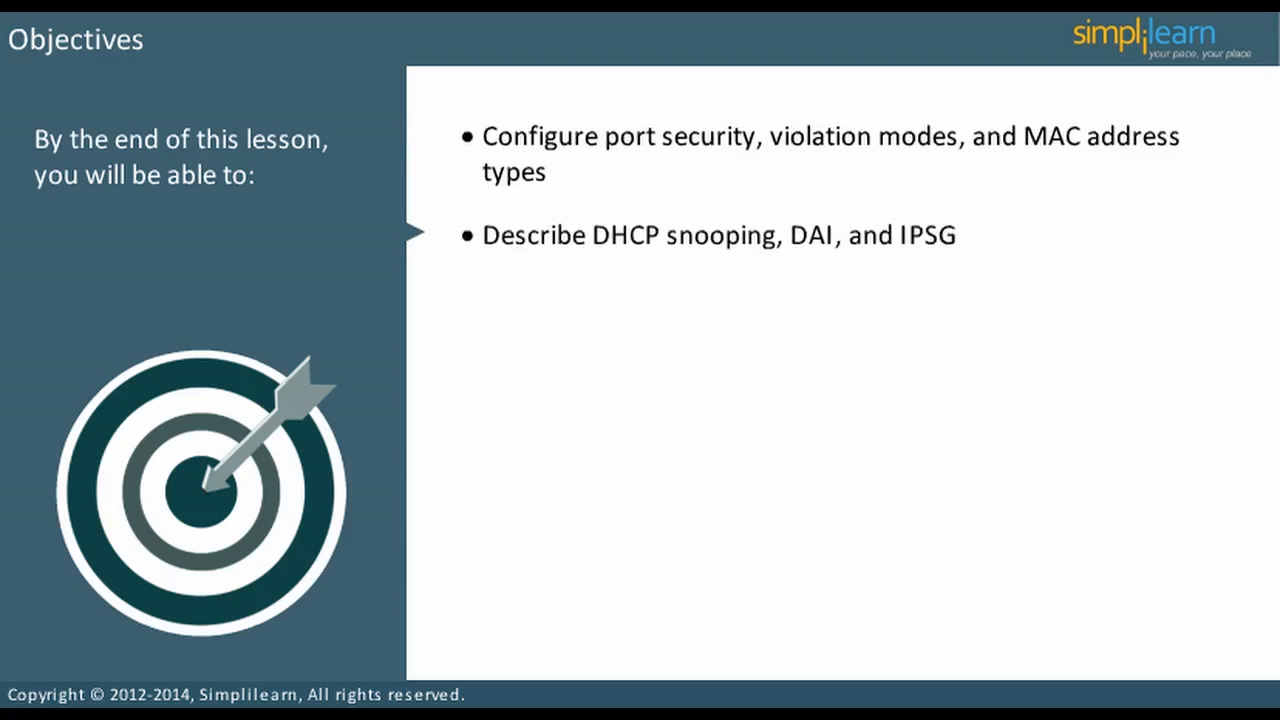 Objectives
simplilearn
your pace, your place
By the end of this lesson,
you will be able to:
• Configure port security, violation modes, and MAC address
types
• Describe DHCP snooping, DAI, and IPSG
Copyright © 2012-2014, Simplilearn, All rights reserved.